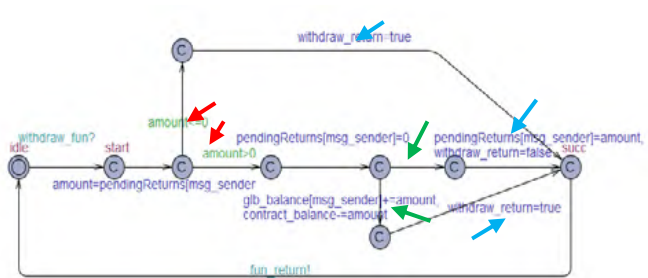 withdraw_return=true
C
amount<=0
withdraw_fun?
idle
start
amount>0
pendingReturns[msg_sender]=0
pendingReturns[msg_sender]=amount,
withdraw_return=false
succ
C
C
C
C
C
C
amount=pendingReturns[msg_sender
glb_balance[msg_sender]+=amount,
contract_balance-=amount
withdraw_return=true
C
fun_return!